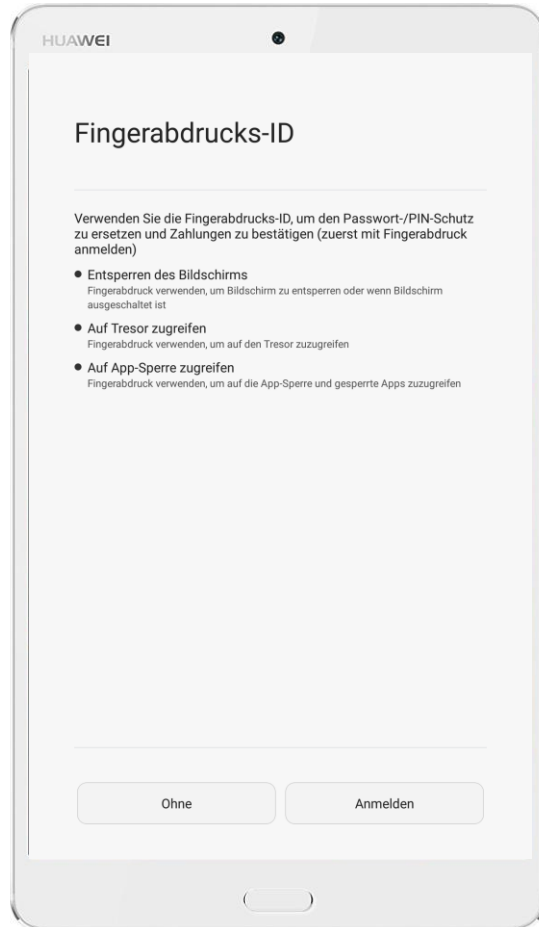 HUAWEI
Fingerabdrucks-ID
Verwenden Sie die Fingerabdrucks-ID, um den Passwort-/PIN-Schutz
zu ersetzen und Zahlungen zu bestätigen (zuerst mit Fingerabdruck
anmelden)
● Entsperren des Bildschirms
Fingerabdruck verwenden, um Bildschirm zu entsperren oder wenn Bildschirm
ausgeschaltet ist
● Auf Tresor zugreifen
Fingerabdruck verwenden, um auf den Tresor zuzugreifen
● Auf App-Sperre zugreifen
Fingerabdruck verwenden, um auf die App-Sperre und gesperrte Apps zuzugreifen
Ohne
Anmelden